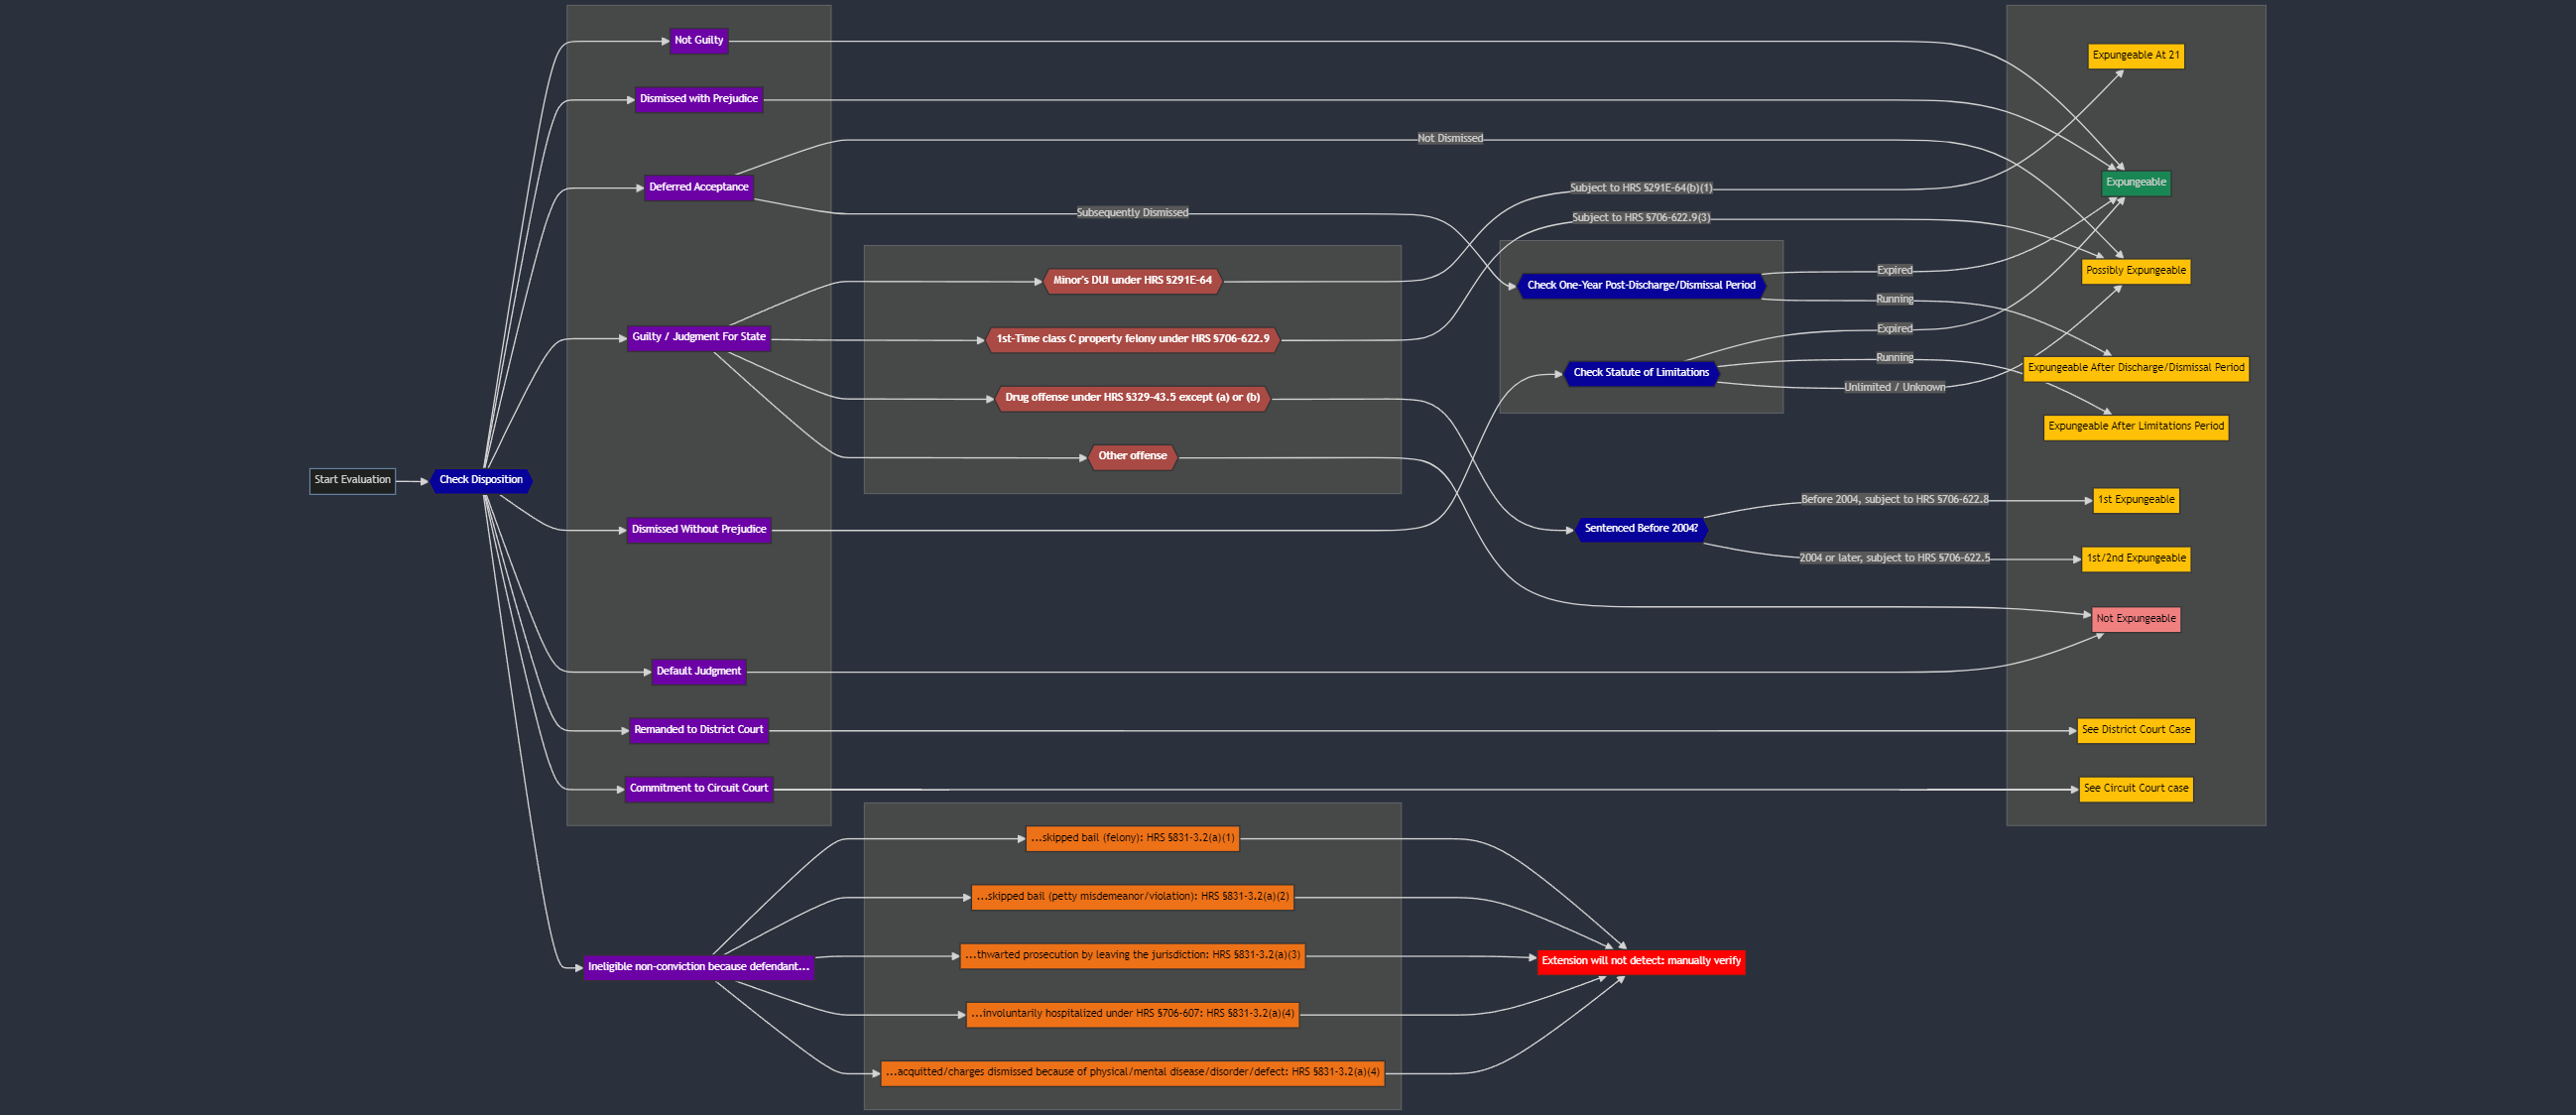 Start Evaluation
Check Disposition
Not Guilty
Dismissed with Prejudice
Deferred Acceptance
Guilty / Judgment For State
Dismissed Without Prejudice
Default Judgment
Remanded to District Court
Commitment to Circuit Court
Ineligible non-conviction because defendant...
Not Dismissed
Subsequently Dismissed
Minor's DUI under HRS §291E-64
1st-Time class C property felony under HRS §706-622.9
Drug offense under HRS §329-43.5 except (a) or (b)
Other offense
...skipped bail (felony): HRS §831-3.2(a)(1)
...skipped bail (petty misdemeanor/violation): HRS §831-3.2(a)(2)
...thwarted prosecution by leaving the jurisdiction: HRS §831-3.2(a)(3)
...involuntarily hospitalized under HRS §706-607: HRS §831-3.2(a)(4)
...acquitted/charges dismissed because of physical/mental disease/disorder/defect: HRS §831-3.2(a)(4)
Subject to HRS §291E-64(b)(1)
Subject to HRS §706-622.9(3)
Check One-Year Post-Discharge/Dismissal Period
Check Statute of Limitations
Sentenced Before 2004?
Extension will not detect: manually verify
Expired
Running
Expired
Running
Unlimited / Unknown
Before 2004, subject to HRS §706-622.8
2004 or later, subject to HRS §706-622.5
Expungeable At 21
Expungeable
Possibly Expungeable
Expungeable After Discharge/Dismissal Period
Expungeable After Limitations Period
1st Expungeable
1st/2nd Expungeable
Not Expungeable
See District Court Case
See Circuit Court case